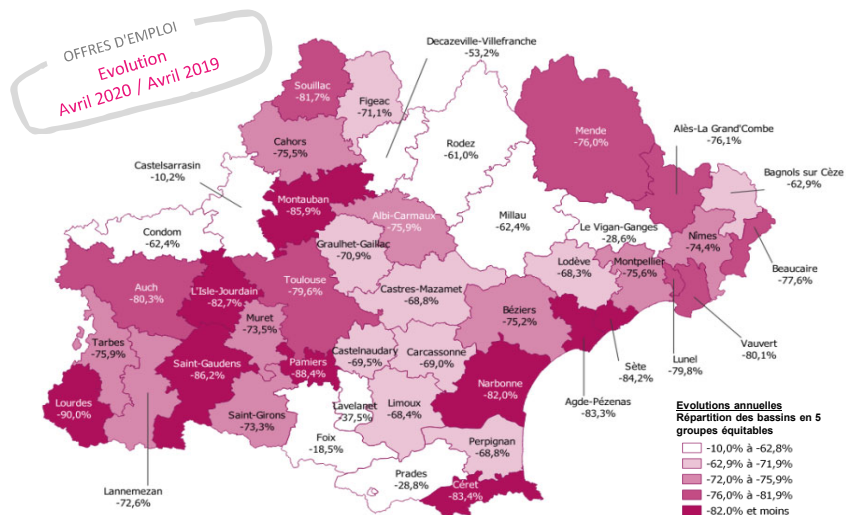 OFFRES D'EMPLOI
Evolution
Avril 2020 / Avril 2019
Decazeville-Villefranche
-53,2%
Souillac
-81,7%
Figeac
-71,1%
Cahors
-75,5%
Rodez
-61,0%
Mende
-76,0%
Alès-La Grand'Combe
-76,1%
Bagnols sur Cèze
-62,9%
Castelsarrasin
-10,2%
Montauban
-85,9%
Albi-Carmaux
-75,9%
Millau
-62,4%
Le Vigan-Ganges
-28,6%
Nîmes
-74,4%
Condom
-62,4%
Graulhet-Gaillac
-70,9%
Lodève
-68,3%
Montpellier
-75,6%
Beaucaire
-77,6%
Auch
-80,3%
L'Isle-Jourdain
-82,7%
Toulouse
-79,6%
Castres-Mazamet
-68,8%
Béziers
-75,2%
Muret
-73,5%
Tarbes
-75,9%
Saint-Gaudens
-86,2%
Pamiers
-88,4%
Castelnaudary
-69,5%
Carcassonne
-69,0%
Vauvert
-80,1%
Lunel
-79,8%
Sète
-84,2%
Agde-Pézenas
-83,3%
Narbonne
-82,0%
Lourdes
-90,0%
Saint-Girons
-73,3%
Lavelanet
-37,5%
Limoux
-68,4%
Foix
-18,5%
Perpignan
-68,8%
Prades
-28,8%
Céret
-83,4%
Lannemezan
-72,6%
Evolutions annuelles
Répartition des bassins en 5
groupes équitables
-10,0% à -62,8%
-62,9% à -71,9%
-72,0% à -75,9%
-76,0% à -81,9%
-82,0% et moins